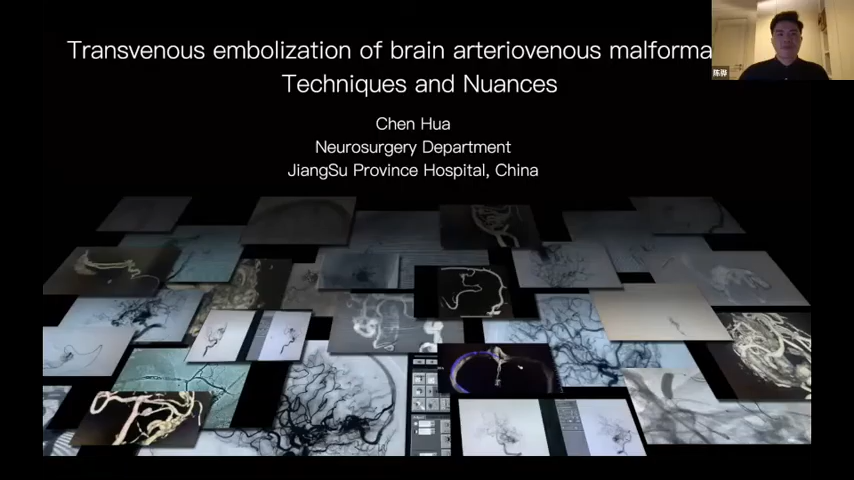 Transvenous embolization of brain arteriovenous malforma
Techniques and Nuances
Chen Hua
Neurosurgery Department
JiangSu Province Hospital, China